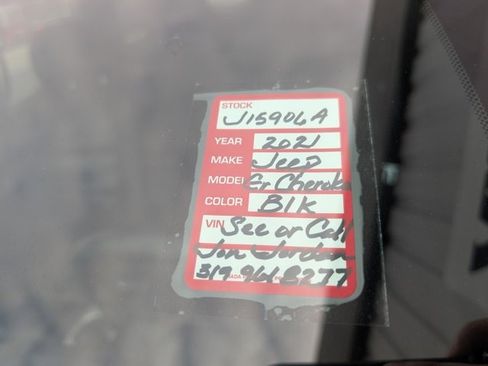 STOCK
J15906A
YEAR 2021
MAKE Jeep
MODEL Gr Cherokee
COLOR Blk
VIN See or Call
Jon Jordan
319 961 8277